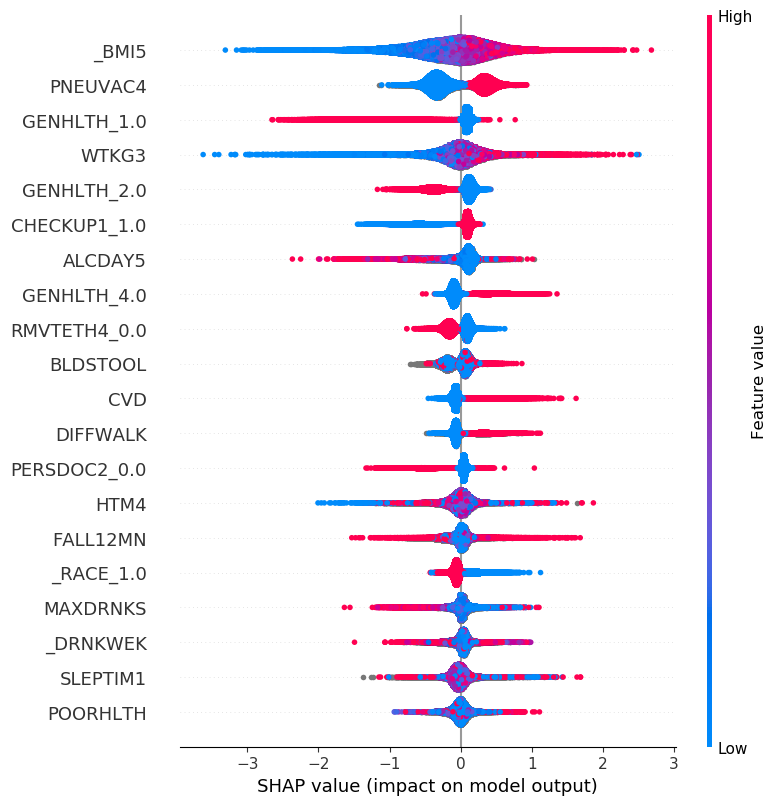 High
_BMI5
PNEUVAC4
GENHLTH_1.0
WTKG3
GENHLTH_2.0
CHECKUP1_1.0
ALCDAY5
GENHLTH_4.0
RMVTETH4_0.0
BLDSTOOL
CVD
DIFFWALK
PERSDOC2_0.0
HTM4
FALL12MN
_RACE_1.0
MAXDRNKS
_DRNKWEK
SLEPTIM1
POORHLTH
Feature value
Low
−3 −2 −1 0 1 2 3
SHAP value (impact on model output)